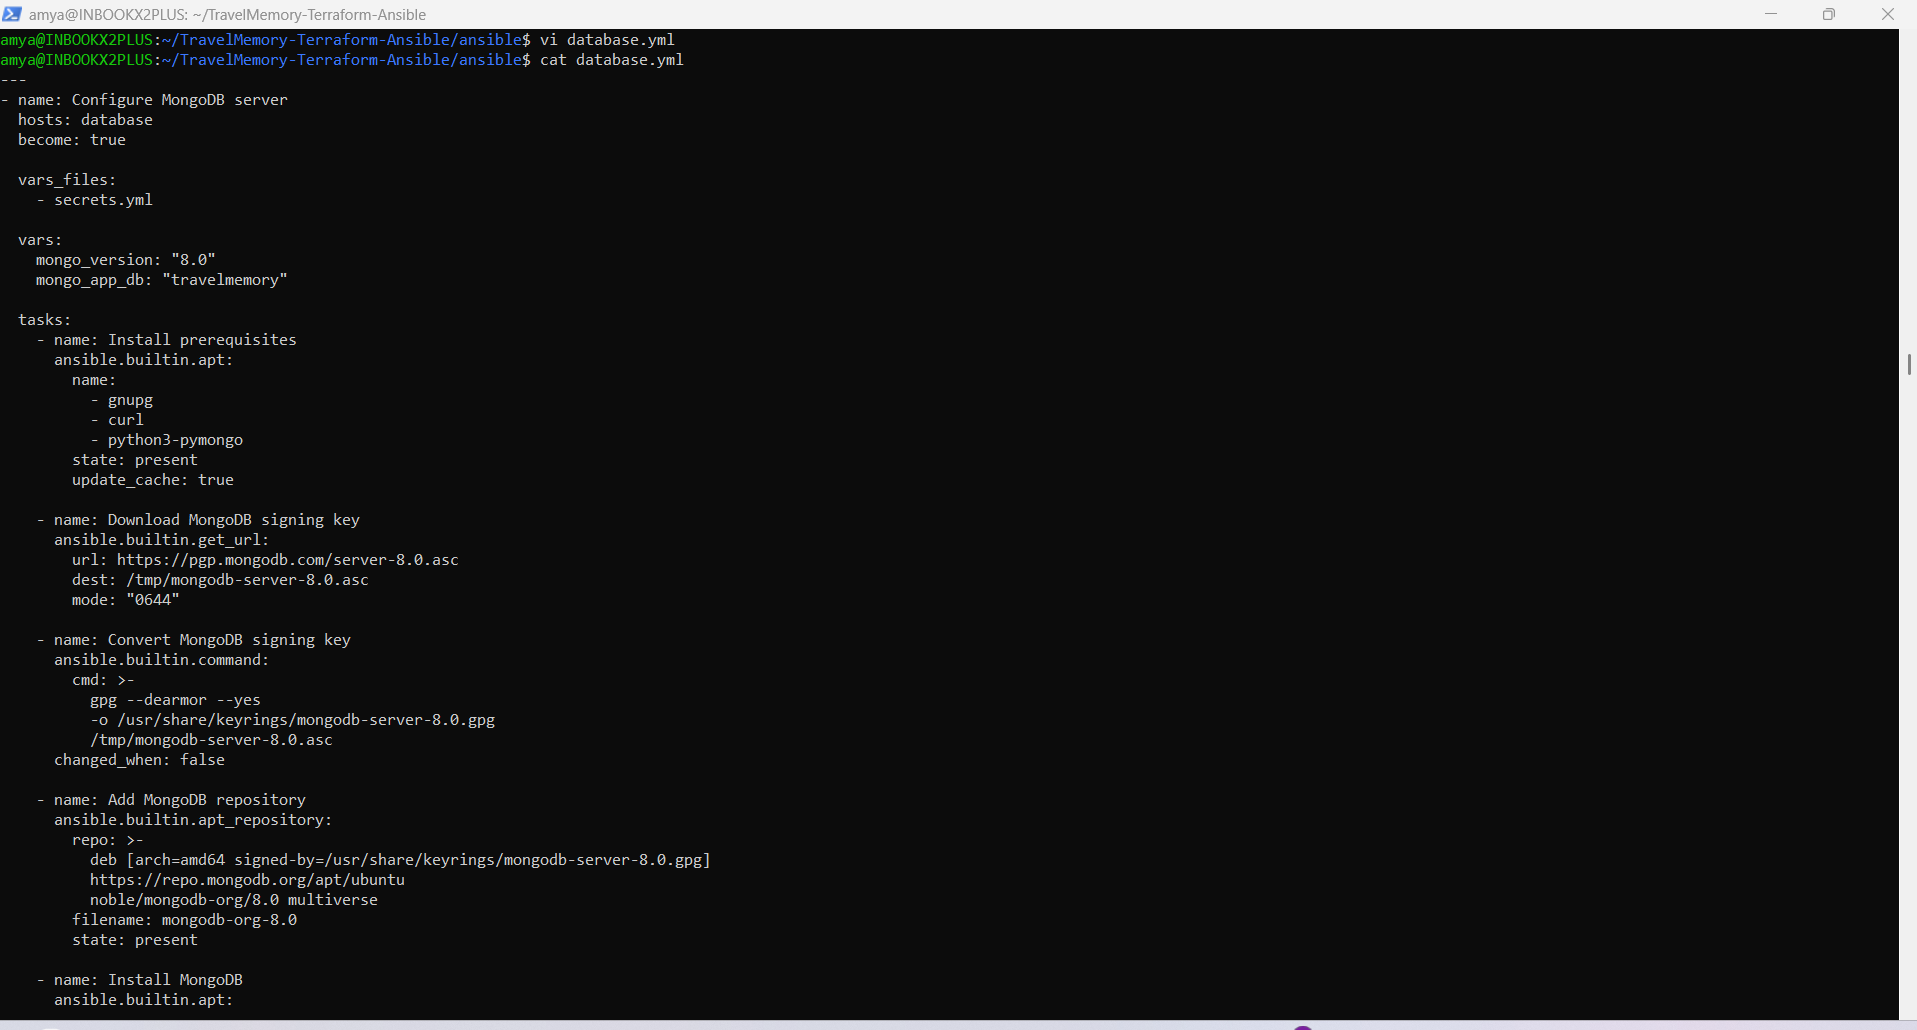 amya@INBOOKX2PLUS: ~/TravelMemory-Terraform-Ansible
amya@INBOOKX2PLUS:~/TravelMemory-Terraform-Ansible/ansible$ vi database.yml
amya@INBOOKX2PLUS:~/TravelMemory-Terraform-Ansible/ansible$ cat database.yml
---
- name: Configure MongoDB server
  hosts: database
  become: true

  vars_files:
    - secrets.yml

  vars:
    mongo_version: "8.0"
    mongo_app_db: "travelmemory"

  tasks:
    - name: Install prerequisites
      ansible.builtin.apt:
        name:
          - gnupg
          - curl
          - python3-pymongo
        state: present
        update_cache: true

    - name: Download MongoDB signing key
      ansible.builtin.get_url:
        url: https://pgp.mongodb.com/server-8.0.asc
        dest: /tmp/mongodb-server-8.0.asc
        mode: "0644"

    - name: Convert MongoDB signing key
      ansible.builtin.command:
        cmd: >-
          gpg --dearmor --yes
          -o /usr/share/keyrings/mongodb-server-8.0.gpg
          /tmp/mongodb-server-8.0.asc
      changed_when: false

    - name: Add MongoDB repository
      ansible.builtin.apt_repository:
        repo: >-
          deb [arch=amd64 signed-by=/usr/share/keyrings/mongodb-server-8.0.gpg]
          https://repo.mongodb.org/apt/ubuntu
          noble/mongodb-org/8.0 multiverse
        filename: mongodb-org-8.0
        state: present

    - name: Install MongoDB
      ansible.builtin.apt: